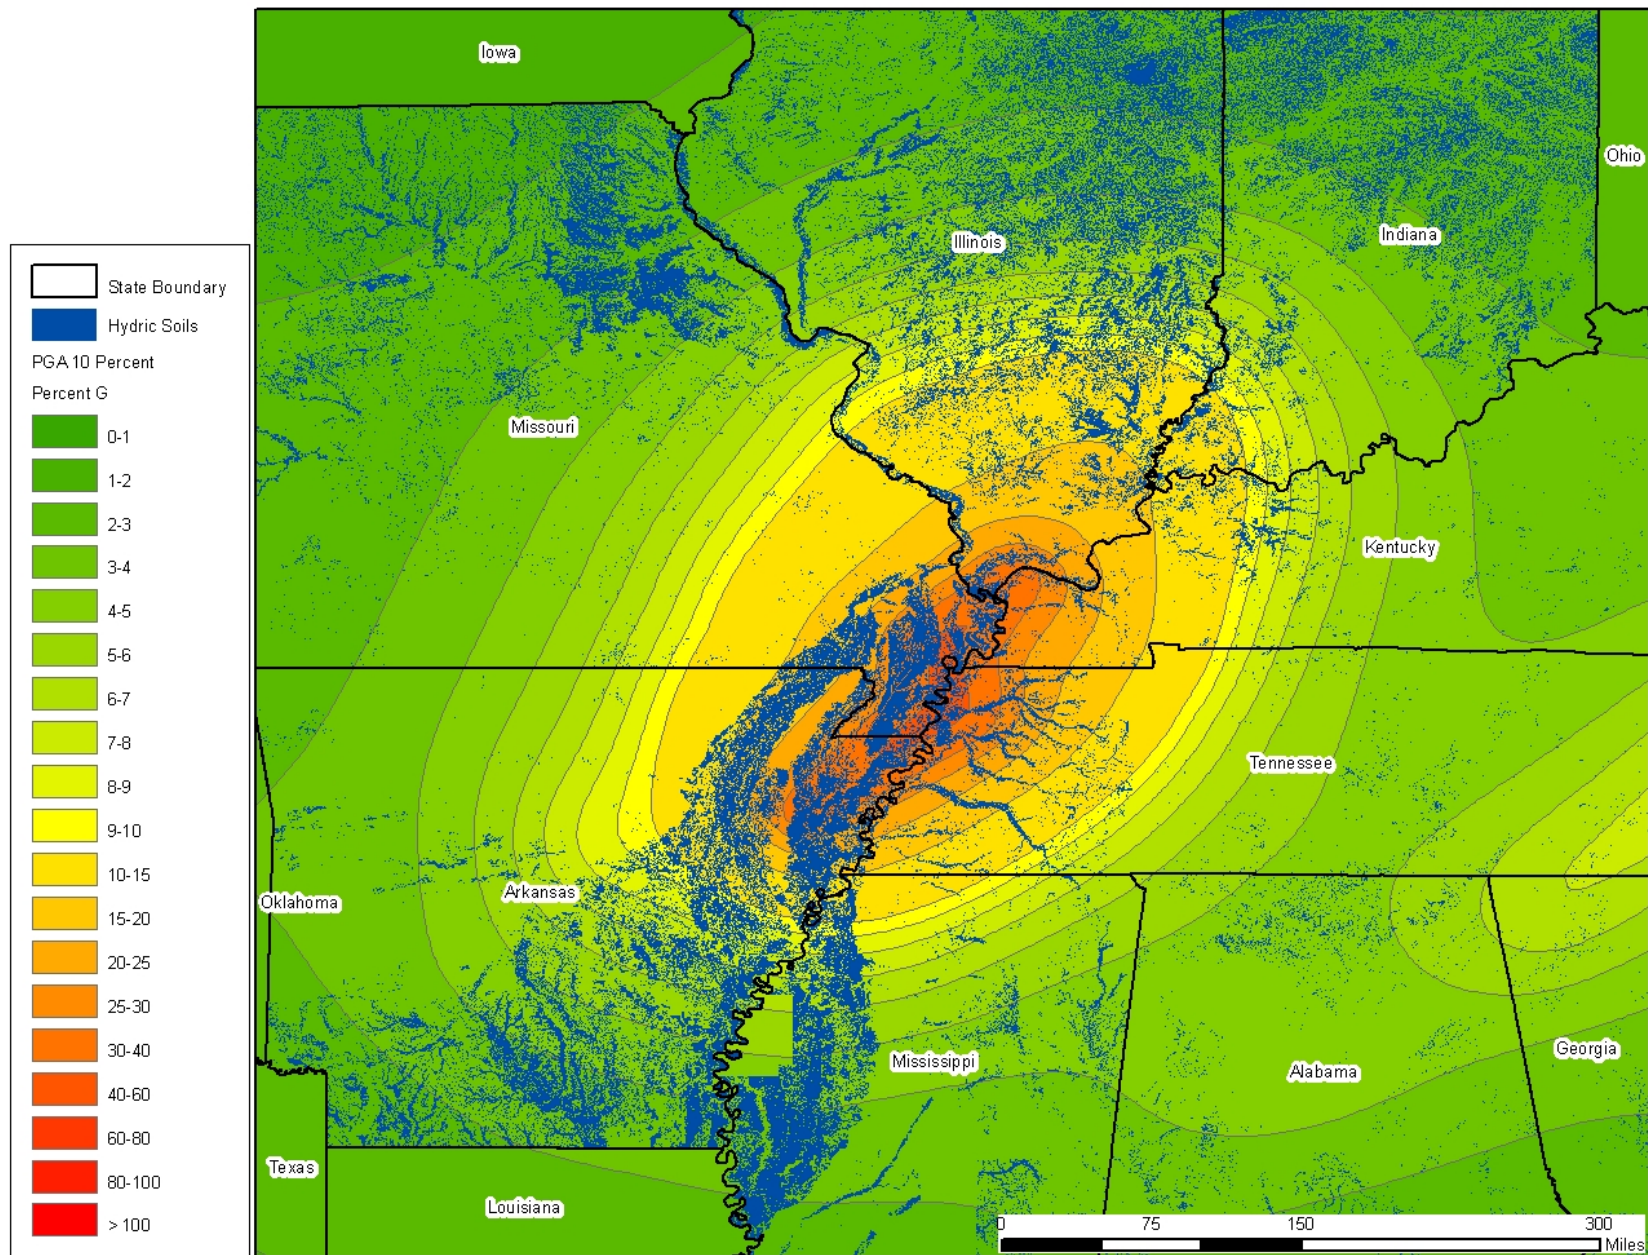 Iowa
Ohio
Illinois
Indiana
State Boundary
Hydric Soils
PGA 10 Percent
Percent G
0-1
1-2
2-3
3-4
4-5
5-6
6-7
7-8
8-9
9-10
10-15
15-20
20-25
25-30
30-40
40-60
60-80
80-100
> 100
Missouri
Kentucky
Tennessee
Arkansas
Oklahoma
Mississippi
Alabama
Georgia
Texas
Louisiana
0 75 150 300
Miles